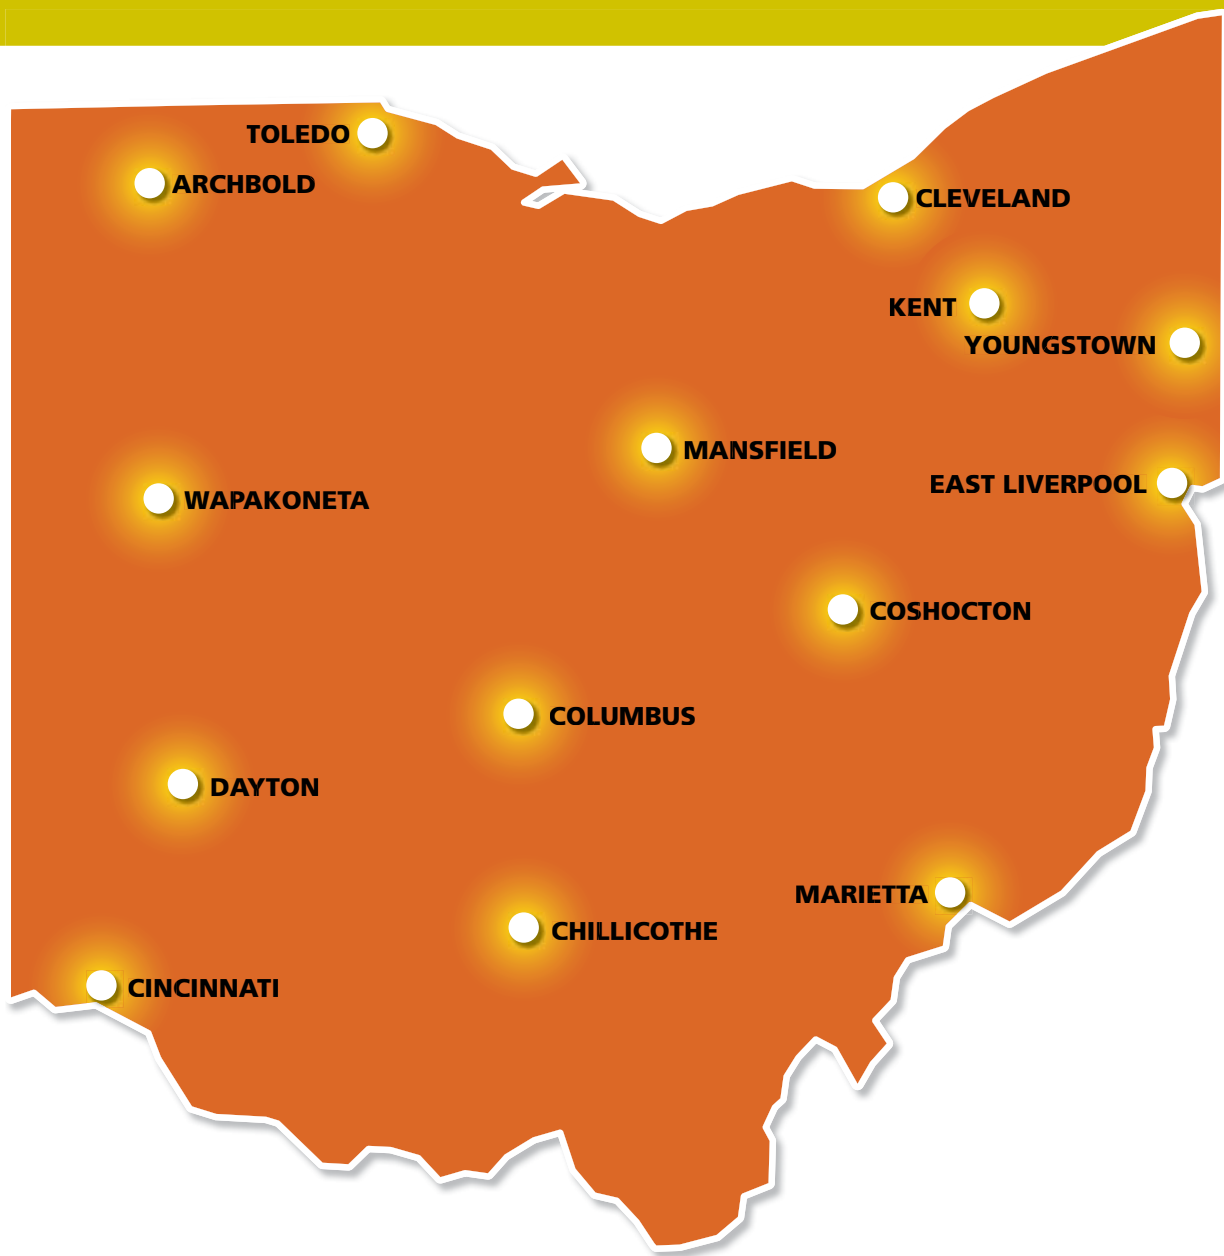 TOLEDO
ARCHBOLD
CLEVELAND
KENT
YOUNGSTOWN
MANSFIELD
EAST LIVERPOOL
WAPAKONETA
COSHOCTON
COLUMBUS
DAYTON
MARIETTA
CHILLICOTHE
CINCINNATI